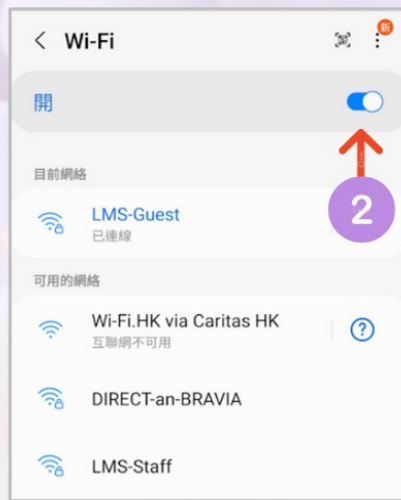 Wi-Fi
新
開
目前網絡
LMS-Guest
已連線
2
可用的網絡
Wi-Fi.HK via Caritas HK
互聯網不可用
?
DIRECT-an-BRAVIA
LMS-Staff